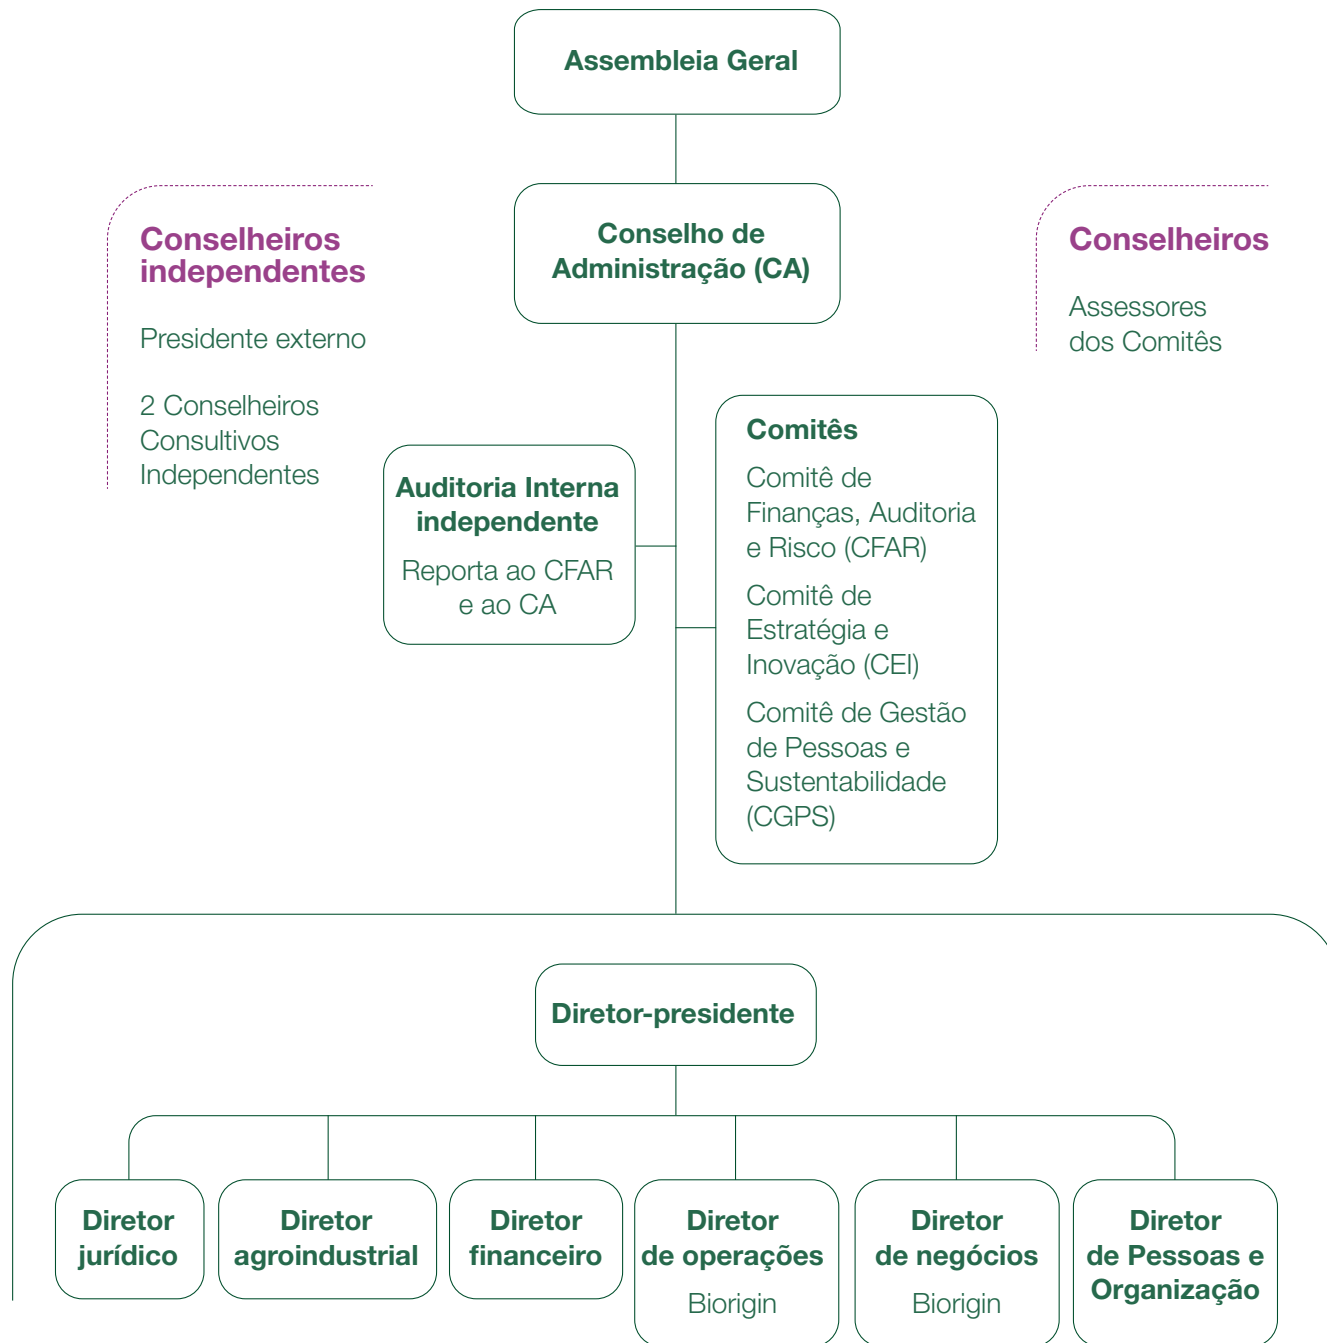 Assembleia Geral
Conselheiros
independentes
Presidente externo
2 Conselheiros
Consultivos
Independentes
Conselho de
Administração (CA)
Conselheiros
Assessores
dos Comitês
Auditoria Interna
independente
Reporta ao CFAR
e ao CA
Comitês
Comitê de
Finanças, Auditoria
e Risco (CFAR)
Comitê de
Estratégia e
Inovação (CEI)
Comitê de Gestão
de Pessoas e
Sustentabilidade
(CGPS)
Diretor-presidente
Diretor
jurídico
Diretor
agroindustrial
Diretor
financeiro
Diretor
de operações
Biorigin
Diretor
de negócios
Biorigin
Diretor
de Pessoas e
Organização